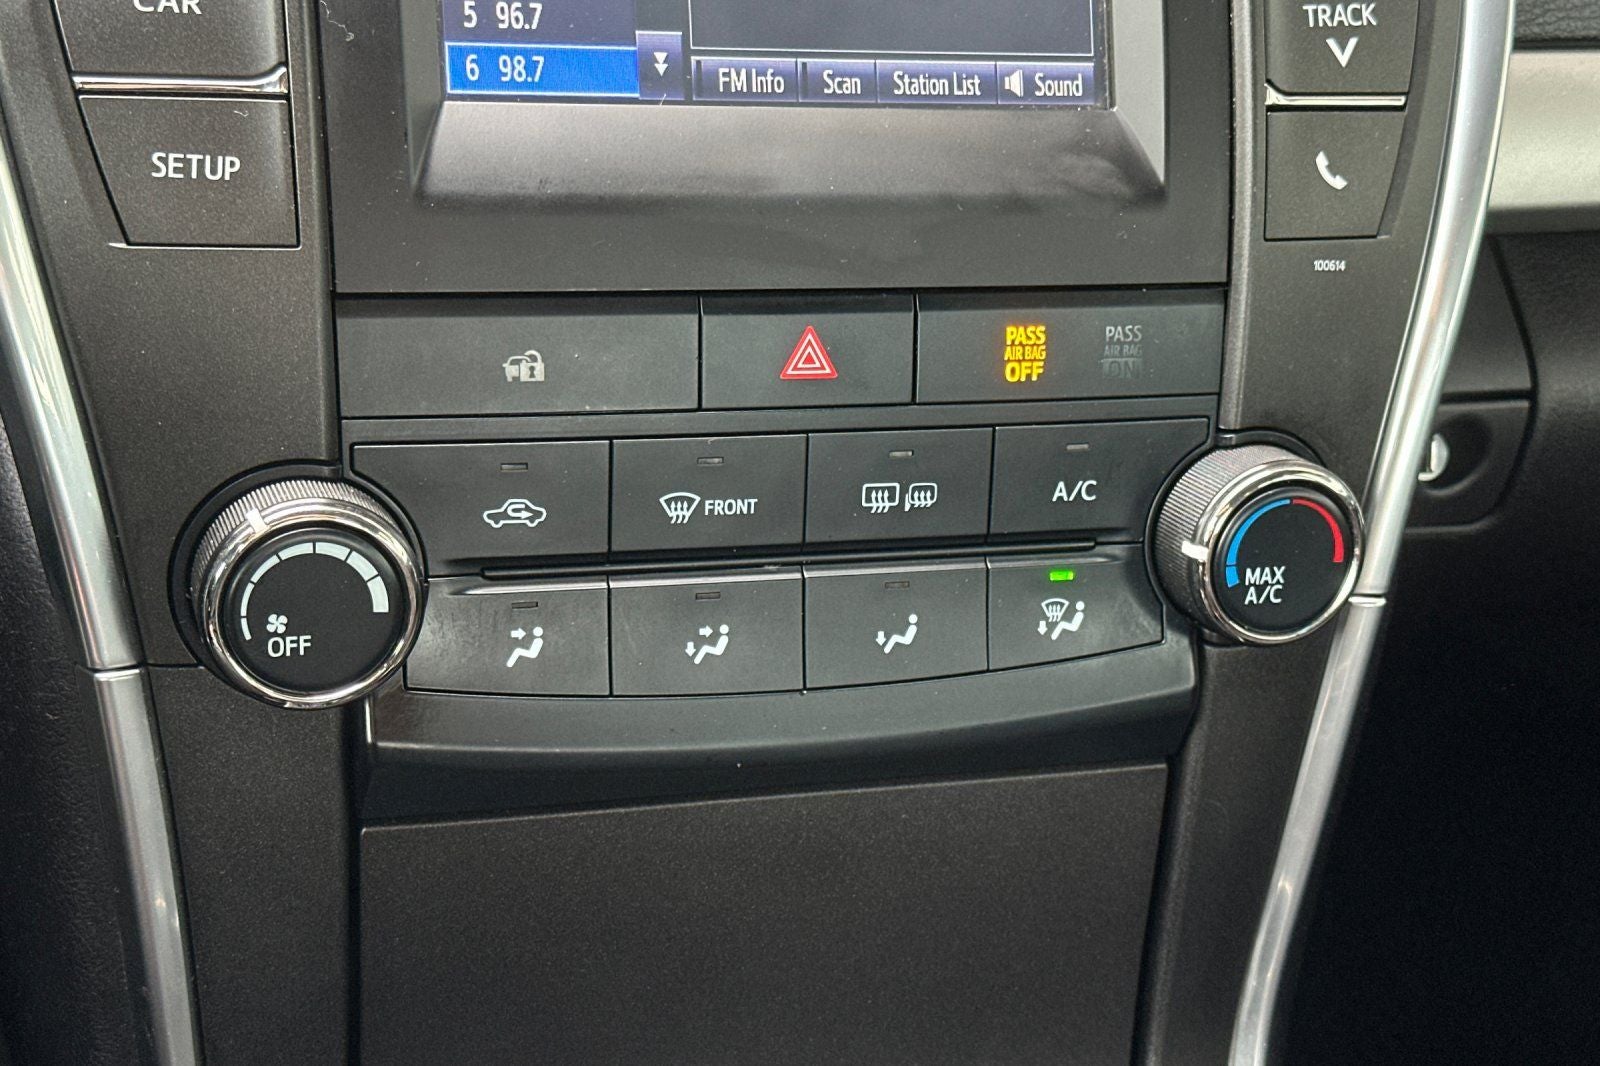 CAR
SETUP
5 96.7
6 98.7
FM Info
Scan
Station List
Sound
TRACK
100614
PASS
AIR BAG
OFF
PASS
AIR BAG
ON
FRONT
A/C
OFF
MAX
A/C